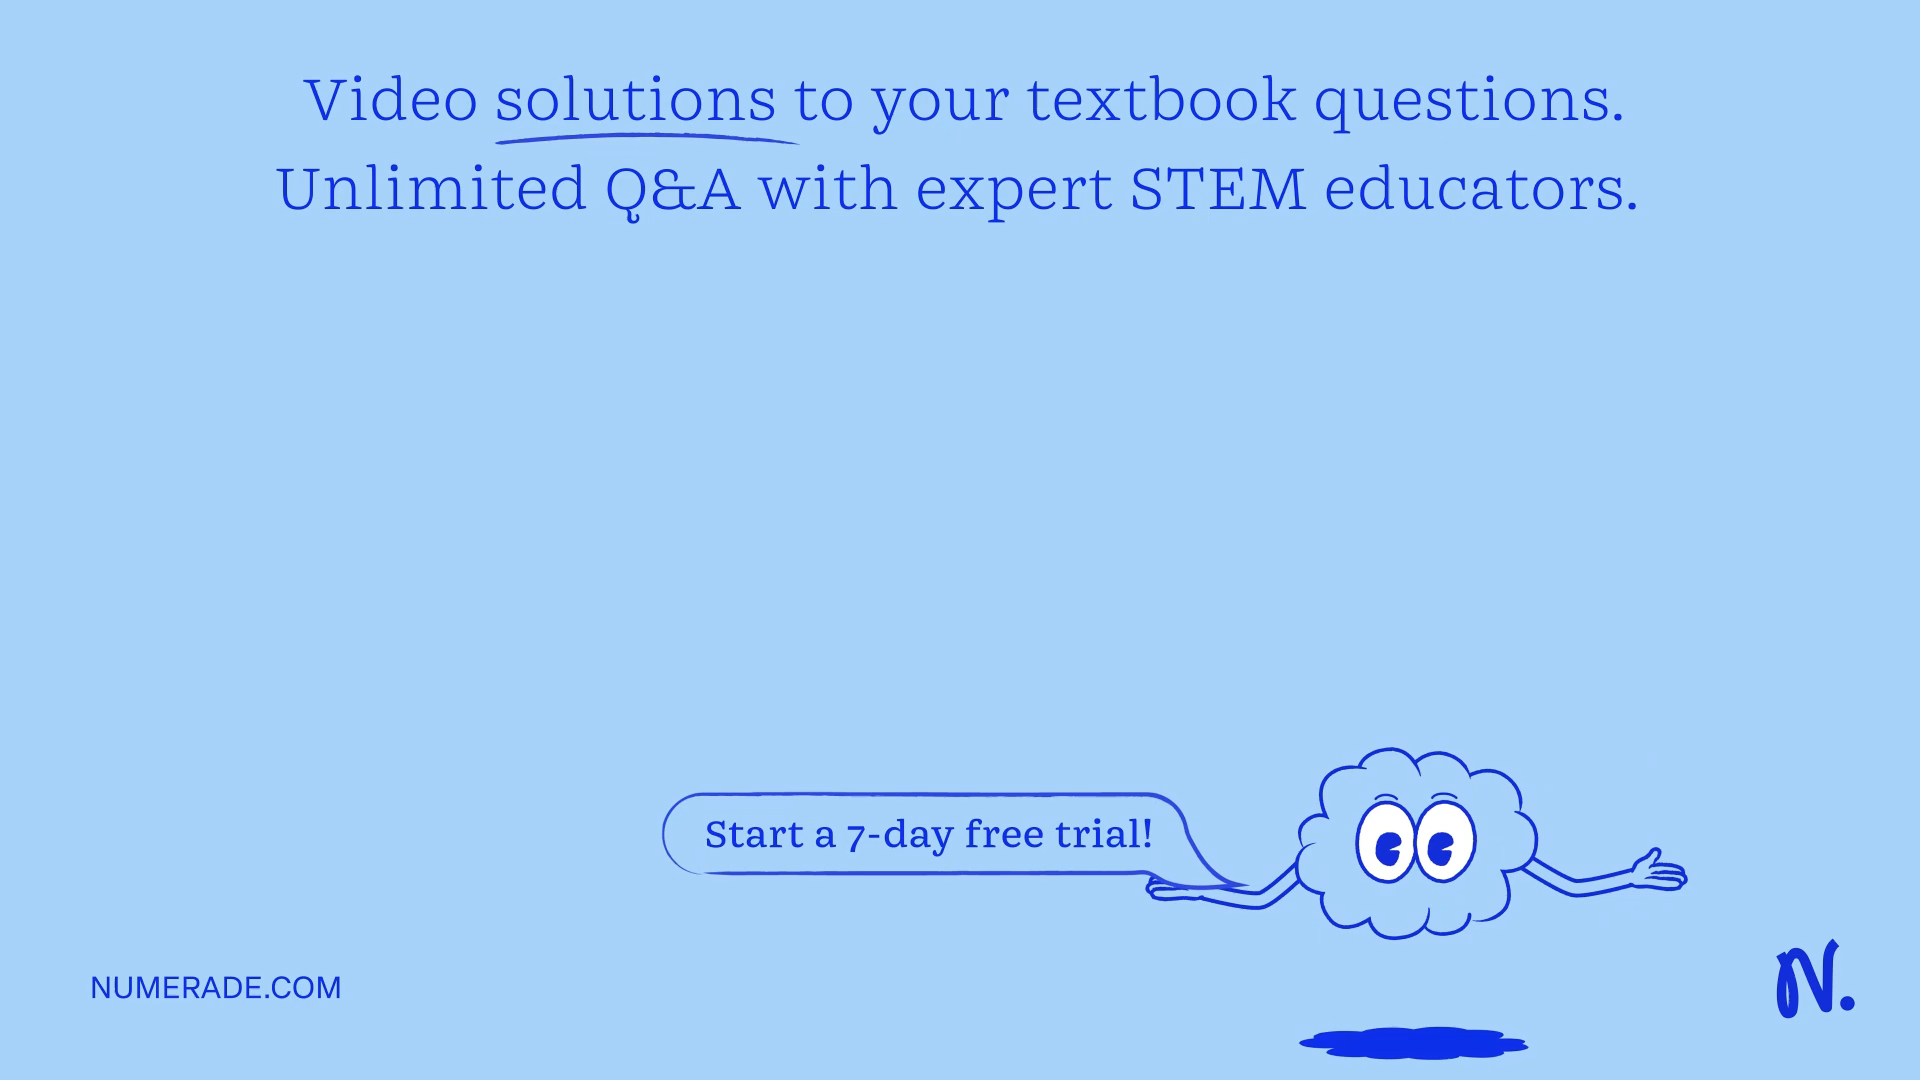 Video solutions to your textbook questions.
Unlimited Q&A with expert STEM educators.
Start a 7-day free trial!
NUMERADE.COM
N.